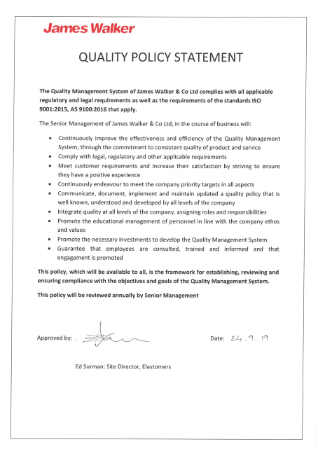 James Walker
QUALITY POLICY STATEMENT
The Quality Management System of James Walker & Co Ltd complies with all applicable
regulatory and legal requirements as well as the requirements of the standards ISO
9001:2015, AS 9100:2016 that apply.
The Senior Management of James Walker & Co Ltd, in the course of business will:
• Continuously improve the effectiveness and efficiency of the Quality Management
System, through the commitment to consistent quality of product and service
• Comply with legal, regulatory and other applicable requirements
• Meet customer requirements and increase their satisfaction by striving to ensure
they have a positive experience
• Continuously endeavour to meet the company priority targets in all aspects
• Communicate, document, implement and maintain updated a quality policy that is
well known, understood and developed by all levels of the company
• Integrate quality at all levels of the company, assigning roles and responsibilities
• Promote the educational management of personnel in line with the company ethos
and values
• Promote the necessary investments to develop the Quality Management System
• Guarantee that employees are consulted, trained and informed and that
engagement is promoted
This policy, which will be available to all, is the framework for establishing, reviewing and
ensuring compliance with the objectives and goals of the Quality Management System.
This policy will be reviewed annually by Senior Management
Approved by: Date: 24.9.19
Ed Surman: Site Director, Elastomers